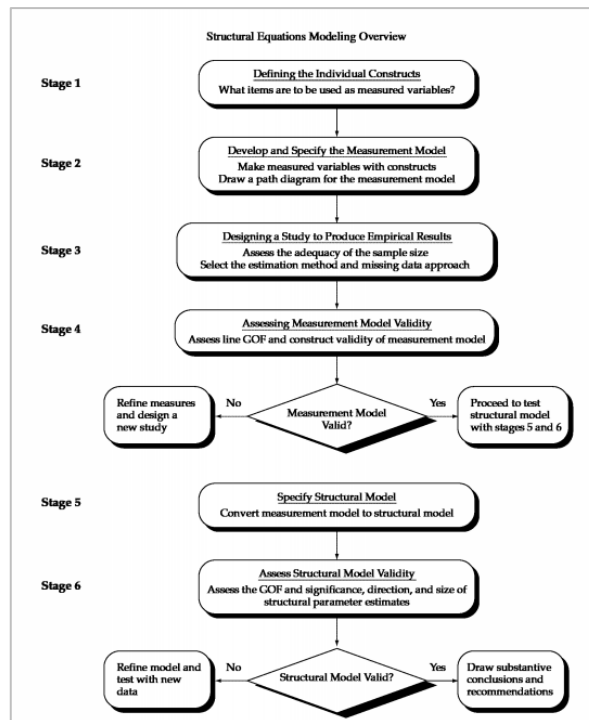 Structural Equations Modeling Overview
Stage 1
Defining the Individual Constructs
What items are to be used as measured variables?
Stage 2
Develop and Specify the Measurement Model
Make measured variables with constructs
Draw a path diagram for the measurement model
Stage 3
Designing a Study to Produce Empirical Results
Assess the adequacy of the sample size
Select the estimation method and missing data approach
Stage 4
Assessing Measurement Model Validity
Assess line GOF and construct validity of measurement model
Refine measures
and design a
new study
No
Measurement Model
Valid?
Yes
Proceed to test
structural model
with stages 5 and 6
Stage 5
Specify Structural Model
Convert measurement model to structural model
Stage 6
Assess Structural Model Validity
Assess the GOF and significance, direction, and size of
structural parameter estimates
Refine model and
test with new
data
No
Structural Model Valid?
Yes
Draw substantive
conclusions and
recommendations